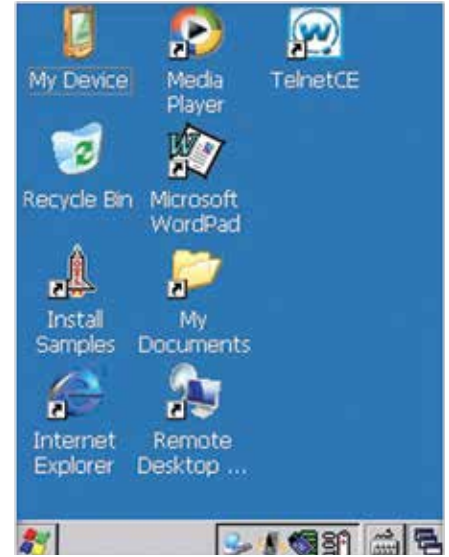 My Device
Media
Player
TelnetCE
Recycle Bin
Microsoft
WordPad
Install
Samples
My
Documents
Internet
Explorer
Remote
Desktop ...